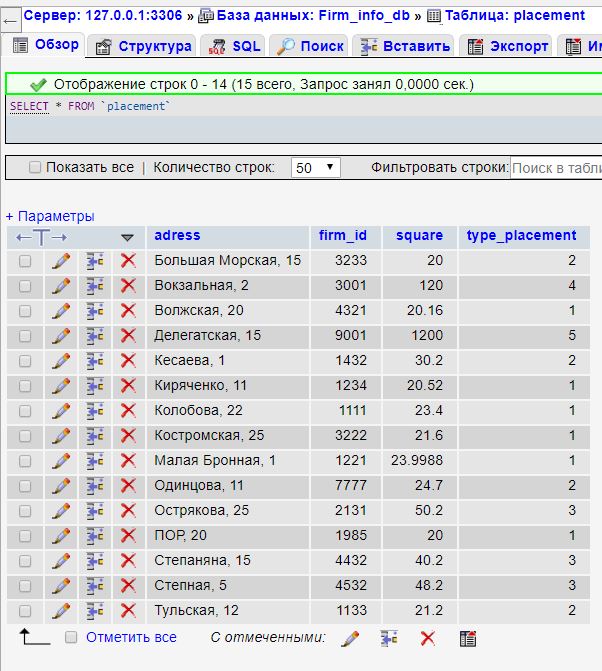 Сервер: 127.0.0.1:3306 » База данных: Firm_info_db » Таблица: placement
Обзор Структура SQL Поиск Вставить Экспорт
Отображение строк 0 - 14 (15 всего, Запрос занял 0,0000 сек.)
SELECT * FROM `placement`
Показать все | Количество строк: 50 Фильтровать строки: Поиск в табли
+ Параметры
←T→ adress firm_id square type_placement
Большая Морская, 15 3233 20 2
Вокзальная, 2 3001 120 4
Волжская, 20 4321 20.16 1
Делегатская, 15 9001 1200 5
Кесаева, 1 1432 30.2 2
Киряченко, 11 1234 20.52 1
Колобова, 22 1111 23.4 1
Костромская, 25 3222 21.6 1
Малая Бронная, 1 1221 23.9988 1
Одинцова, 11 7777 24.7 2
Острякова, 25 2131 50.2 3
ПОР, 20 1985 20 1
Степаняна, 15 4432 40.2 3
Степная, 5 4532 48.2 3
Тульская, 12 1133 21.2 2
Отметить все С отмеченными: